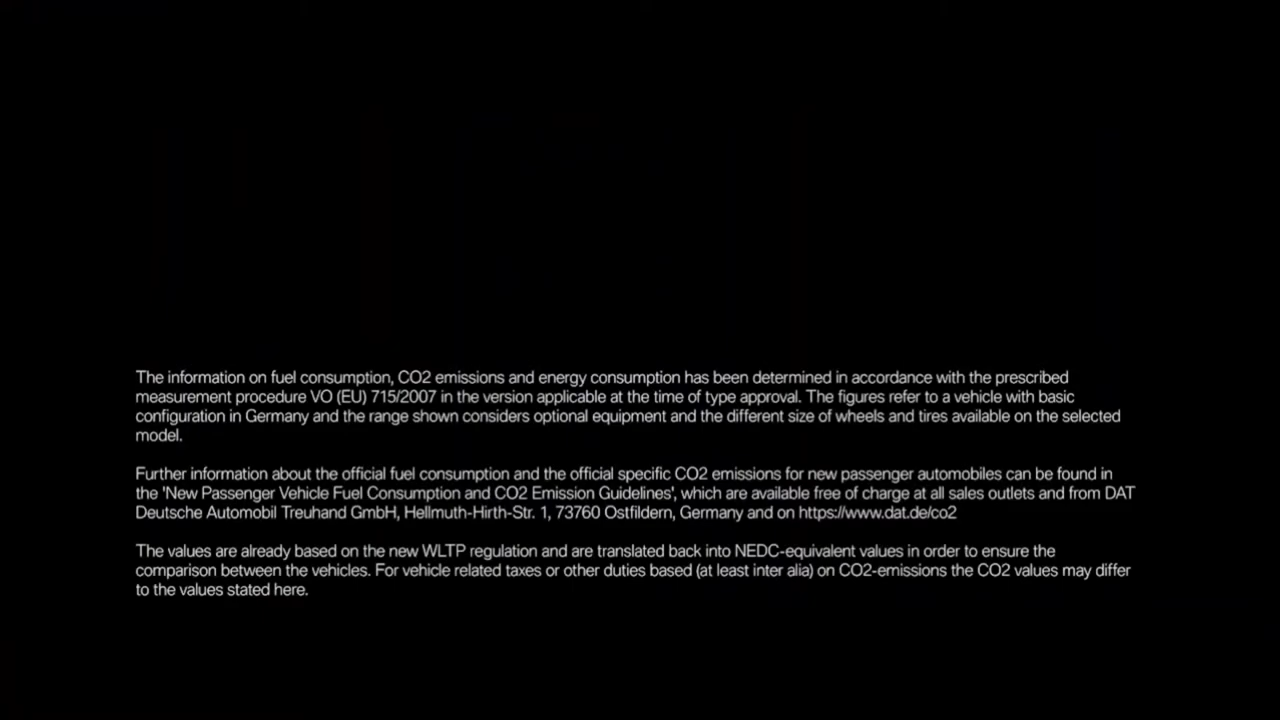 The information on fuel consumption, CO2 emissions and energy consumption has been determined in accordance with the prescribed
measurement procedure VO (EU) 715/2007 in the version applicable at the time of type approval. The figures refer to a vehicle with basic
configuration in Germany and the range shown considers optional equipment and the different size of wheels and tires available on the selected
model.
Further information about the official fuel consumption and the official specific CO2 emissions for new passenger automobiles can be found in
the 'New Passenger Vehicle Fuel Consumption and CO2 Emission Guidelines', which are available free of charge at all sales outlets and from DAT
Deutsche Automobil Treuhand GmbH, Hellmuth-Hirth-Str. 1, 73760 Ostfildern, Germany and on https://www.dat.de/co2
The values are already based on the new WLTP regulation and are translated back into NEDC-equivalent values in order to ensure the
comparison between the vehicles. For vehicle related taxes or other duties based (at least inter alia) on CO2-emissions the CO2 values may differ
to the values stated here.